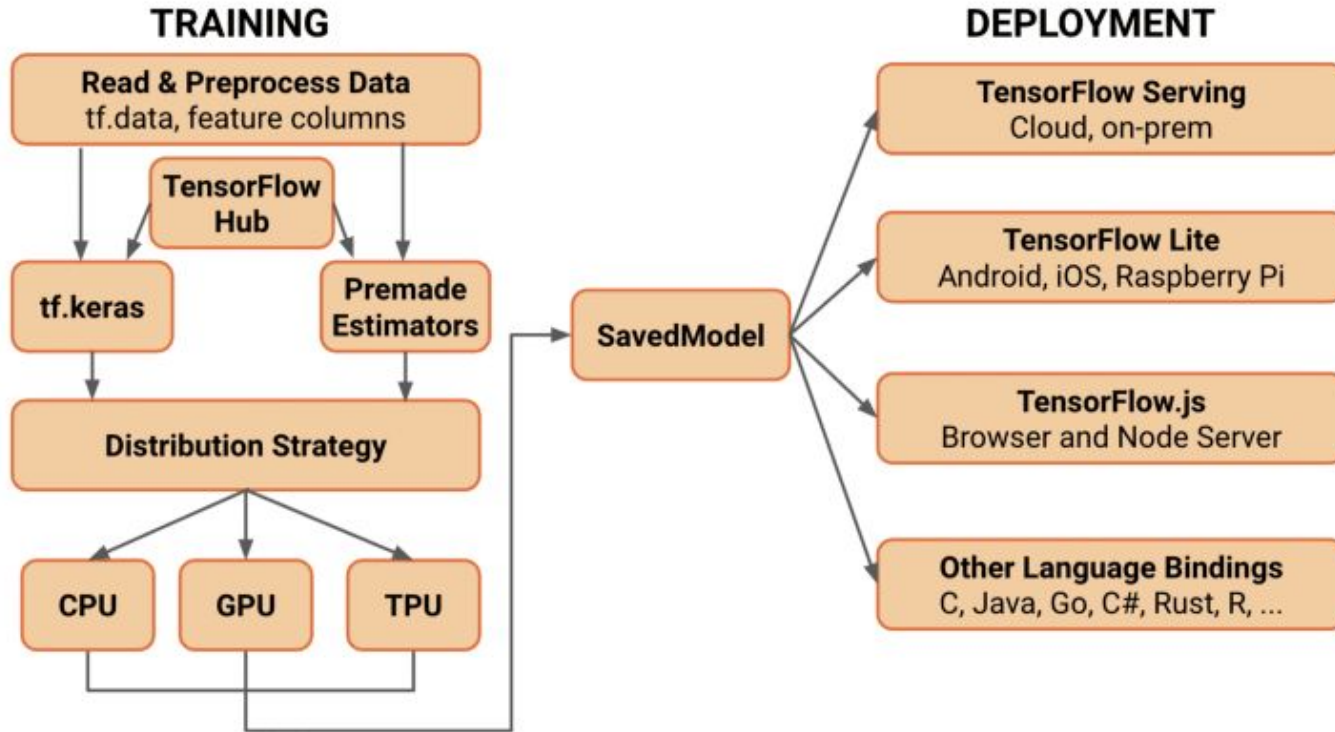 TRAINING
Read & Preprocess Data
tf.data, feature columns
TensorFlow
Hub
tf.keras
Premade
Estimators
Distribution Strategy
CPU
GPU
TPU
SavedModel
DEPLOYMENT
TensorFlow Serving
Cloud, on-prem
TensorFlow Lite
Android, iOS, Raspberry Pi
TensorFlow.js
Browser and Node Server
Other Language Bindings
C, Java, Go, C#, Rust, R, ...